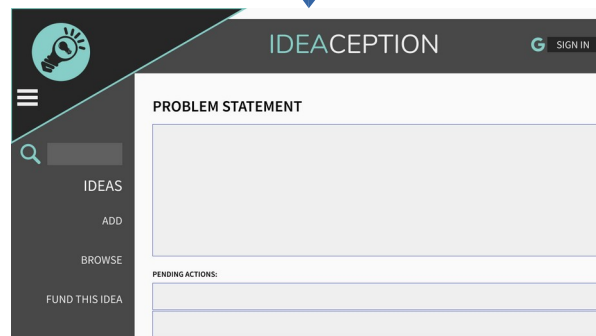 IDEACEPTION
G SIGN IN
PROBLEM STATEMENT
IDEAS
ADD
BROWSE
PENDING ACTIONS:
FUND THIS IDEA